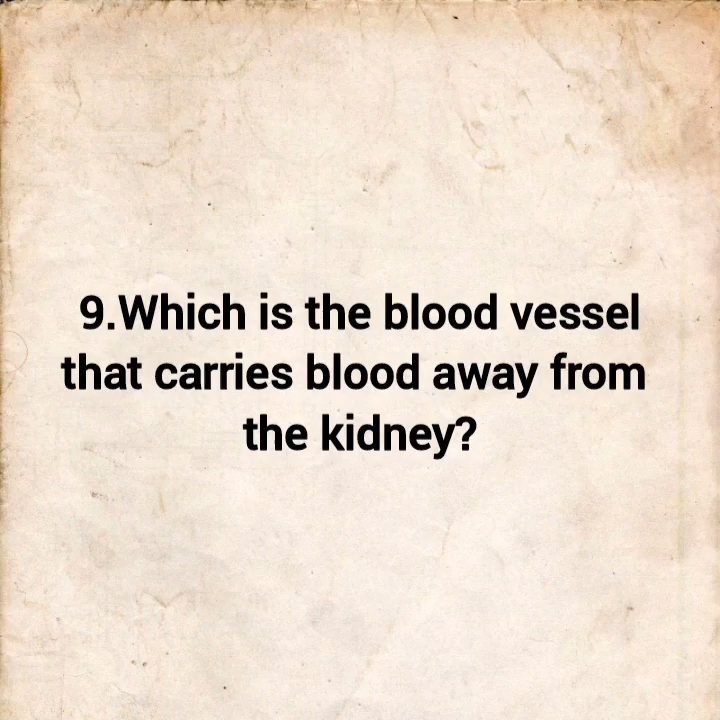 9.Which is the blood vessel
that carries blood away from
the kidney?